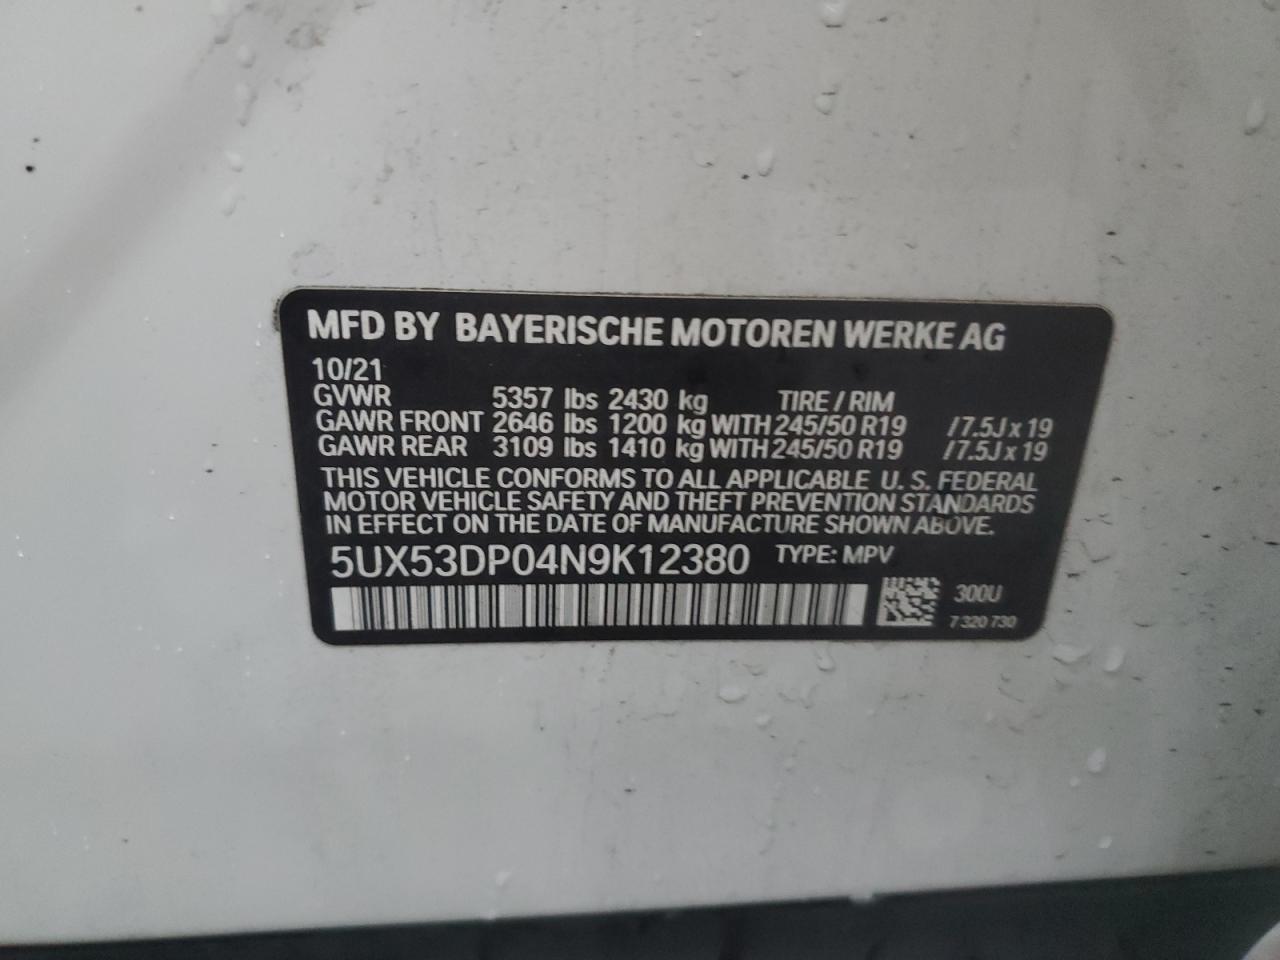 MFD BY BAYERISCHE MOTOREN WERKE AG
10/21
GVWR 5357 lbs 2430 kg TIRE / RIM
GAWR FRONT 2646 lbs 1200 kg WITH 245/50 R19 /7.5J x 19
GAWR REAR 3109 lbs 1410 kg WITH 245/50 R19 /7.5J x 19
THIS VEHICLE CONFORMS TO ALL APPLICABLE U. S. FEDERAL
MOTOR VEHICLE SAFETY AND THEFT PREVENTION STANDARDS
IN EFFECT ON THE DATE OF MANUFACTURE SHOWN ABOVE.
5UX53DP04N9K12380 TYPE: MPV
300U
7 320 730